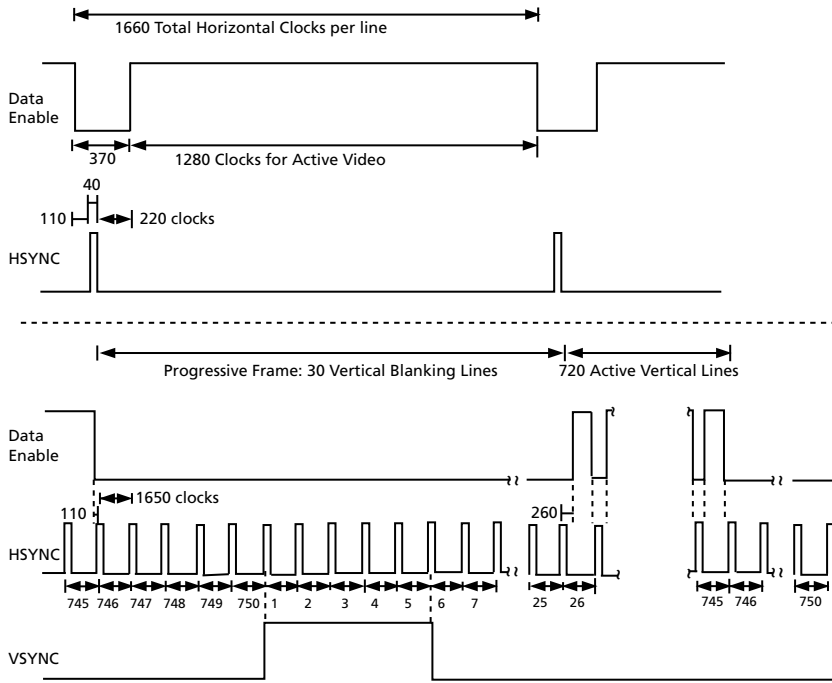 1660 Total Horizontal Clocks per line
Data
Enable
370
1280 Clocks for Active Video
40
110
220 clocks
HSYNC
Progressive Frame: 30 Vertical Blanking Lines
720 Active Vertical Lines
Data
Enable
1650 clocks
110
260
HSYNC
745 746 747 748 749 750 1 2 3 4 5 6 7 25 26 745 746 750
VSYNC